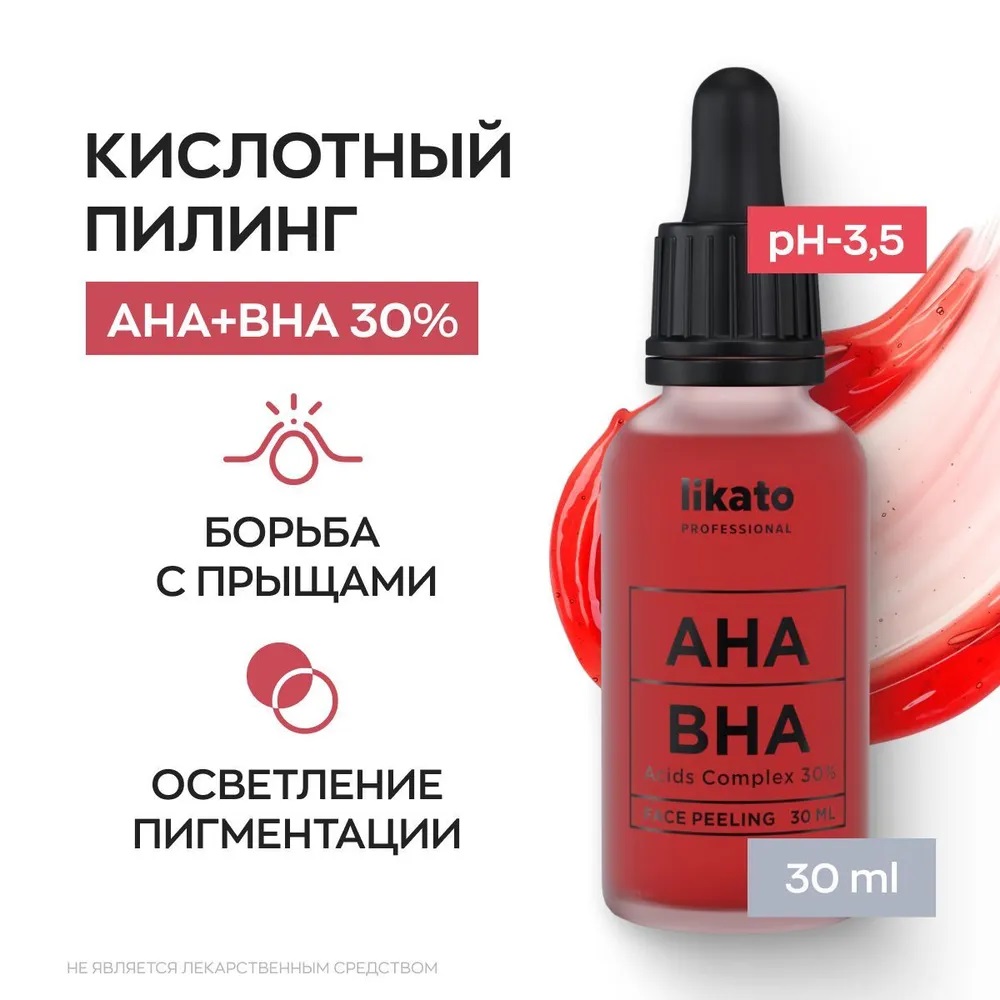 КИСЛОТНЫЙ
ПИЛИНГ
AHA+BHA 30%
БОРЬБА
С ПРЫЩАМИ
ОСВЕТЛЕНИЕ
ПИГМЕНТАЦИИ
НЕ ЯВЛЯЕТСЯ ЛЕКАРСТВЕННЫМ СРЕДСТВОМ
pH-3,5
likato
PROFESSIONAL
AHA
BHA
Acids Complex 30%
FACE PEELING 30 ML
30 ml